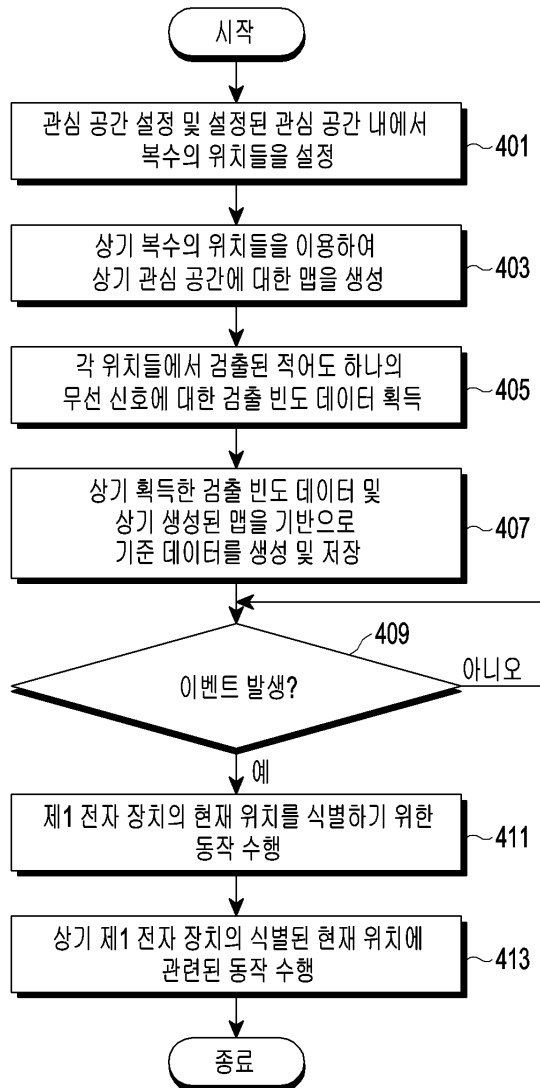 시작
관심 공간 설정 및 설정된 관심 공간 내에서
복수의 위치들을 설정
401
상기 복수의 위치들을 이용하여
상기 관심 공간에 대한 맵을 생성
403
각 위치들에서 검출된 적어도 하나의
무선 신호에 대한 검출 빈도 데이터 획득
405
상기 획득한 검출 빈도 데이터 및
상기 생성된 맵을 기반으로
기준 데이터를 생성 및 저장
407
409
이벤트 발생?
아니오
예
제1 전자 장치의 현재 위치를 식별하기 위한
동작 수행
411
상기 제1 전자 장치의 식별된 현재 위치에
관련된 동작 수행
413
종료